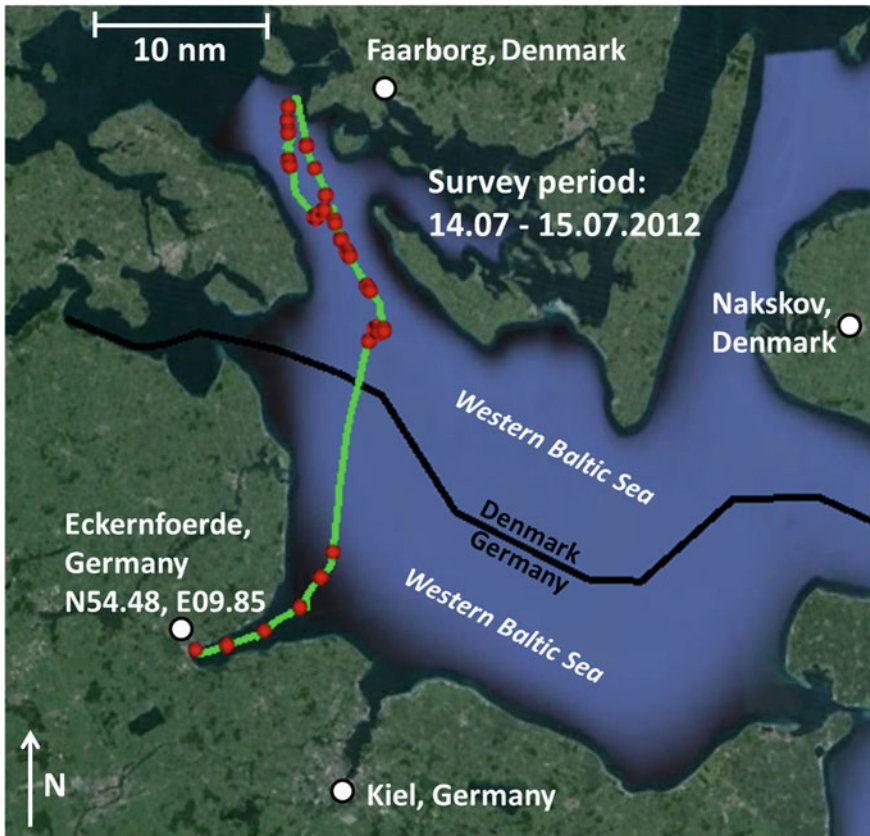 10 nm
Faarborg, Denmark
Survey period:
14.07 - 15.07.2012
Nakskov,
Denmark
Western Baltic Sea
Denmark
Germany
Eckernfoerde,
Germany
N54.48, E09.85
Western Baltic Sea
N
Kiel, Germany